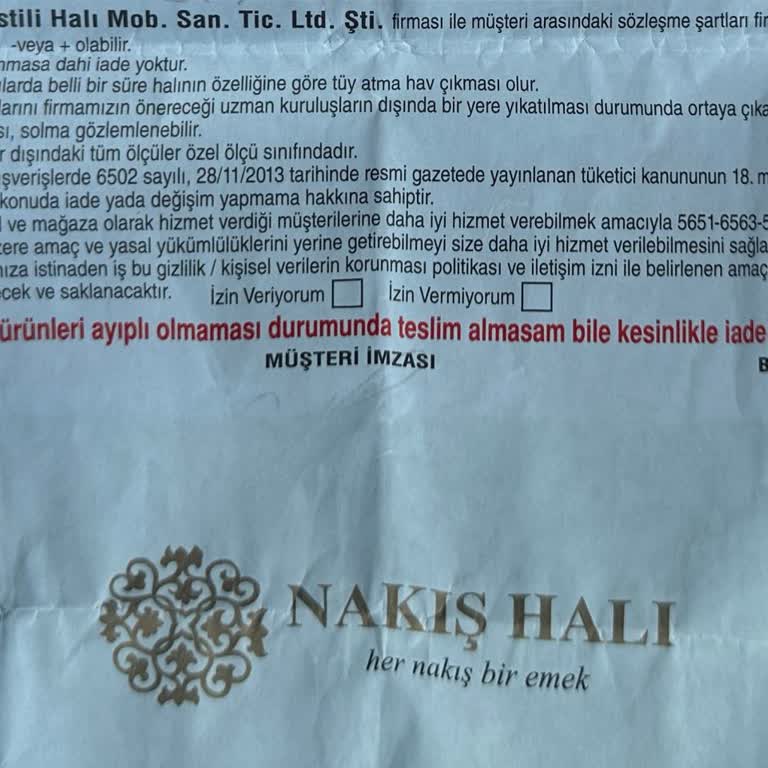 stili Halı Mob. San. Tic. Ltd. Şti. firması ile müşteri arasındaki sözleşme şartları
-veya + olabilir.
masa dahi iade yoktur.
larda belli bir süre halının özelliğine göre tüy atma hav çıkması olur.
larını firmamızın önereceği uzman kuruluşların dışında bir yere yıkatılması durumunda ortaya
sı, solma gözlemlenebilir.
r dışındaki tüm ölçüler özel ölçü sınıfındadır.
şverişlerde 6502 sayılı, 28/11/2013 tarihinde resmi gazetede yayınlanan tüketici kanununun 18. m
konuda iade yada değişim yapmama hakkına sahiptir.
ve mağaza olarak hizmet verdiği müşterilerine daha iyi hizmet verebilmek amacıyla 5651-6563-
ere amaç ve yasal yükümlülüklerini yerine getirebilmeyi size daha iyi hizmet verilebilmesini sağla
ıza istinaden iş bu gizlilik / kişisel verilerin korunması politikası ve iletişim izni ile belirlenen amaç
cek ve saklanacaktır. İzin Veriyorum İzin Vermiyorum
ürünleri ayıplı olmaması durumunda teslim almasam bile kesinlikle iade
MÜŞTERİ İMZASI
NAKIŞ HALI
her nakış bir emek